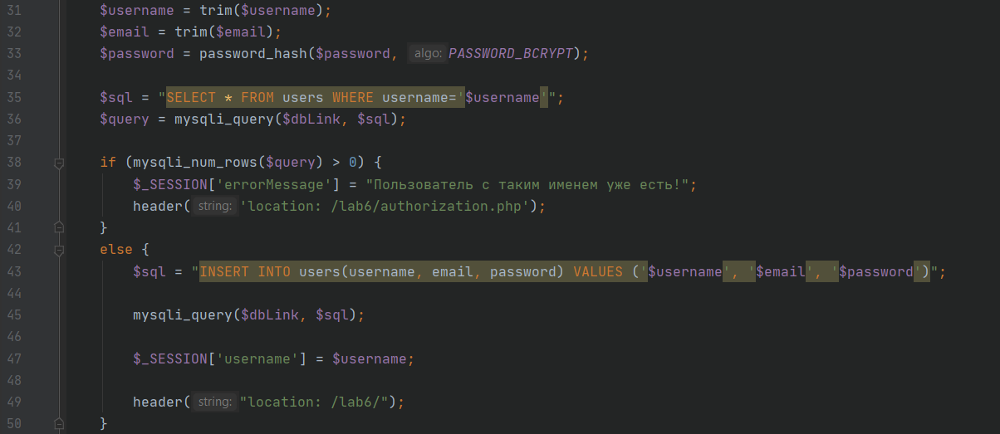 31 $username = trim($username);
32 $email = trim($email);
33 $password = password_hash($password, algo: PASSWORD_BCRYPT);
34
35 $sql = "SELECT * FROM users WHERE username='$username'";
36 $query = mysqli_query($dbLink, $sql);
37
38 if (mysqli_num_rows($query) > 0) {
39 $_SESSION['errorMessage'] = "Пользователь с таким именем уже есть!";
40 header( string: 'location: /lab6/authorization.php');
41 }
42 else {
43 $sql = "INSERT INTO users(username, email, password) VALUES ('$username', '$email', '$password')";
44
45 mysqli_query($dbLink, $sql);
46
47 $_SESSION['username'] = $username;
48
49 header( string: "location: /lab6/");
50 }